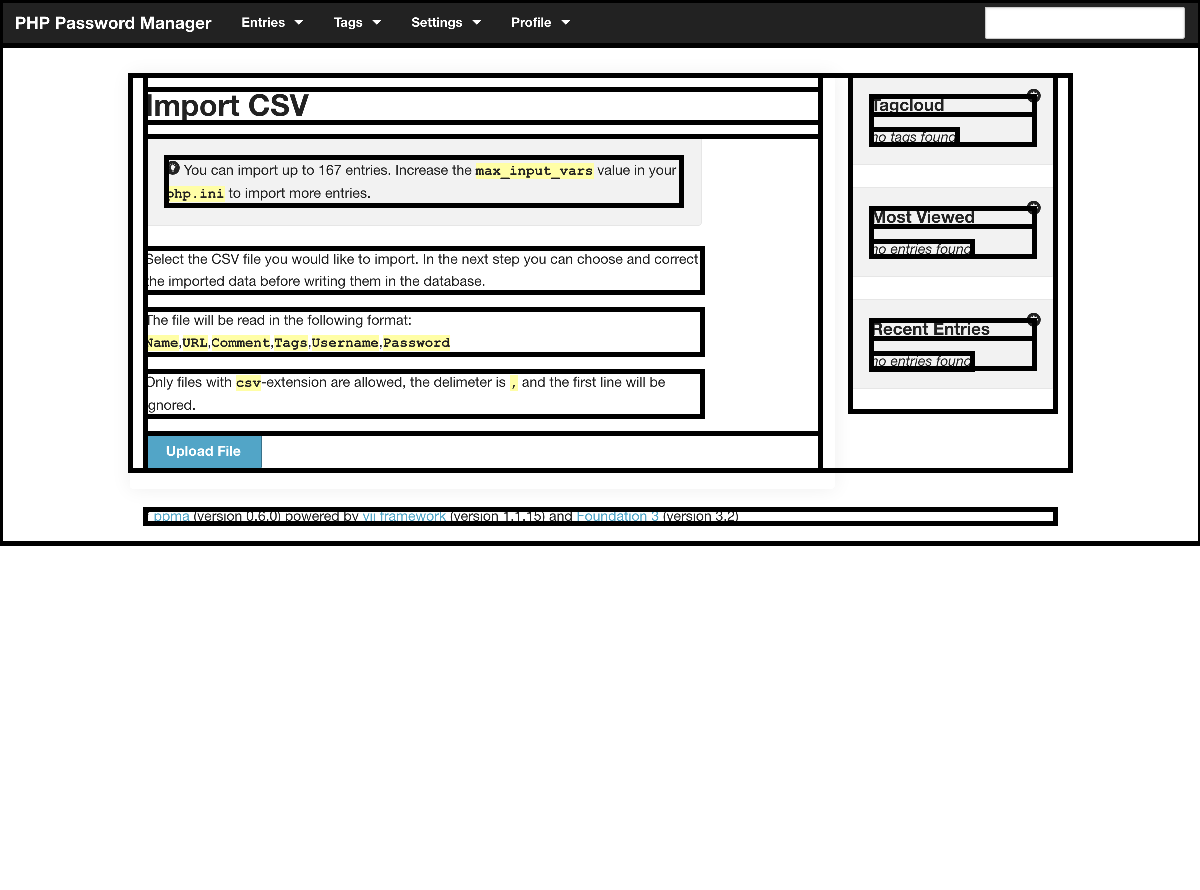 PHP Password Manager Entries Tags Settings Profile
Import CSV
You can import up to 167 entries. Increase the max_input_vars value in your
php.ini to import more entries.
Select the CSV file you would like to import. In the next step you can choose and correct
the imported data before writing them in the database.
The file will be read in the following format:
Name,URL,Comment,Tags,Username,Password
Only files with csv-extension are allowed, the delimeter is , and the first line will be
ignored.
Upload File
Tagcloud
no tags found
Most Viewed
no entries found
Recent Entries
no entries found
ppma (version 0.6.0) powered by yii framework (version 1.1.15) and Foundation 3 (version 3.2)